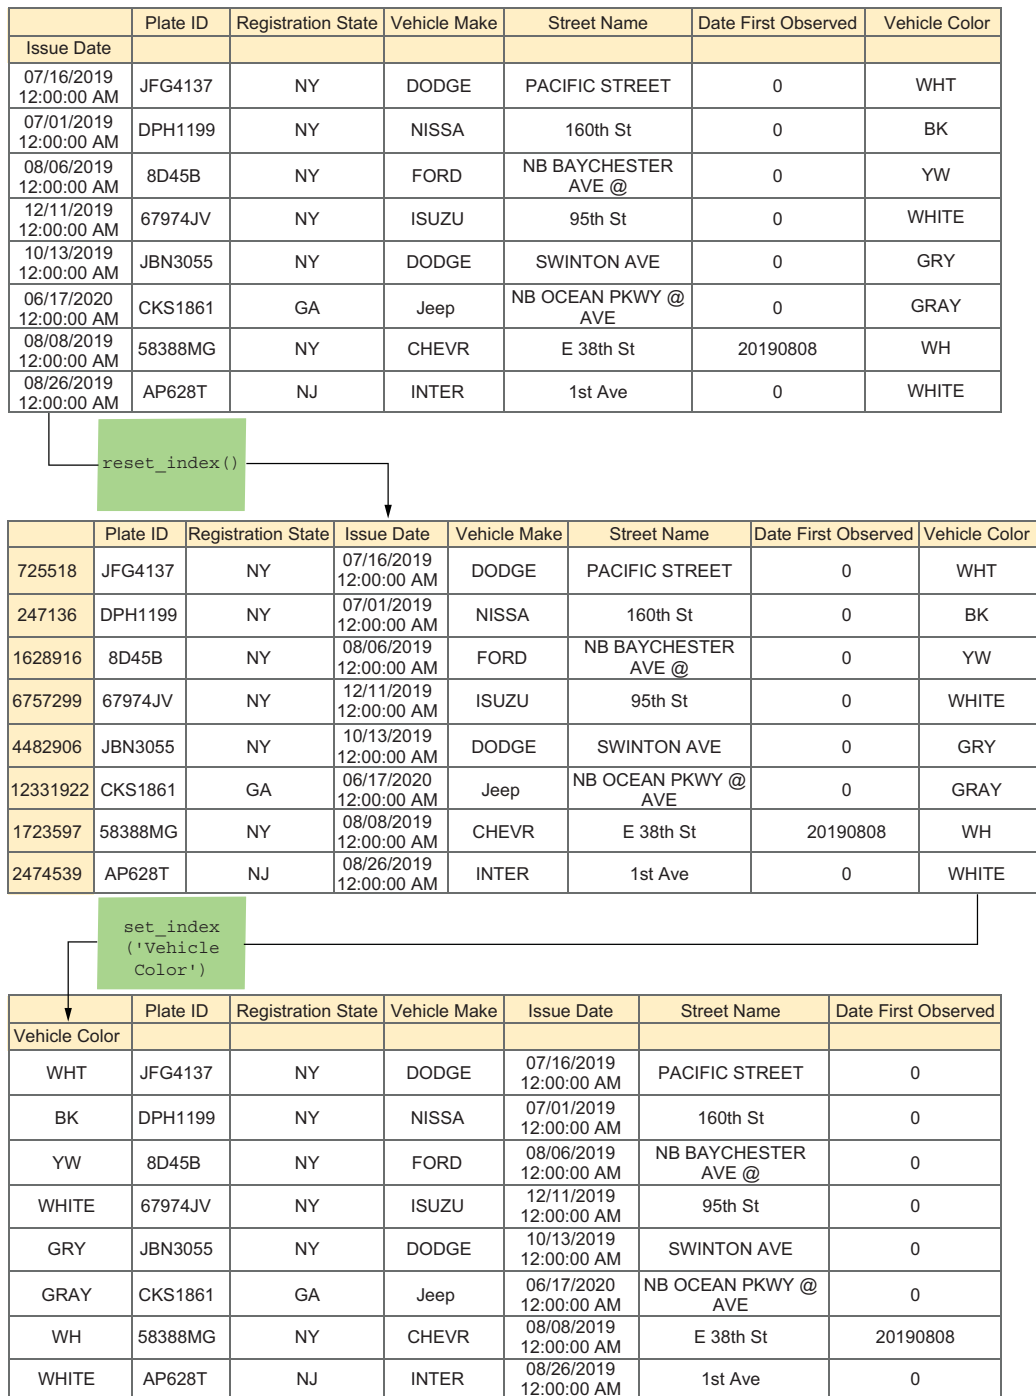 Plate ID Registration State Vehicle Make Street Name Date First Observed Vehicle Color
Issue Date
07/16/2019 12:00:00 AM JFG4137 NY DODGE PACIFIC STREET 0 WHT
07/01/2019 12:00:00 AM DPH1199 NY NISSA 160th St 0 BK
08/06/2019 12:00:00 AM 8D45B NY FORD NB BAYCHESTER AVE @ 0 YW
12/11/2019 12:00:00 AM 67974JV NY ISUZU 95th St 0 WHITE
10/13/2019 12:00:00 AM JBN3055 NY DODGE SWINTON AVE 0 GRY
06/17/2020 12:00:00 AM CKS1861 GA Jeep NB OCEAN PKWY @ AVE 0 GRAY
08/08/2019 12:00:00 AM 58388MG NY CHEVR E 38th St 20190808 WH
08/26/2019 12:00:00 AM AP628T NJ INTER 1st Ave 0 WHITE
reset_index()
Plate ID Registration State Issue Date Vehicle Make Street Name Date First Observed Vehicle Color
725518 JFG4137 NY 07/16/2019 12:00:00 AM DODGE PACIFIC STREET 0 WHT
247136 DPH1199 NY 07/01/2019 12:00:00 AM NISSA 160th St 0 BK
1628916 8D45B NY 08/06/2019 12:00:00 AM FORD NB BAYCHESTER AVE @ 0 YW
6757299 67974JV NY 12/11/2019 12:00:00 AM ISUZU 95th St 0 WHITE
4482906 JBN3055 NY 10/13/2019 12:00:00 AM DODGE SWINTON AVE 0 GRY
12331922 CKS1861 GA 06/17/2020 12:00:00 AM Jeep NB OCEAN PKWY @ AVE 0 GRAY
1723597 58388MG NY 08/08/2019 12:00:00 AM CHEVR E 38th St 20190808 WH
2474539 AP628T NJ 08/26/2019 12:00:00 AM INTER 1st Ave 0 WHITE
set_index
('Vehicle
Color')
Plate ID Registration State Vehicle Make Issue Date Street Name Date First Observed
Vehicle Color
WHT JFG4137 NY DODGE 07/16/2019 12:00:00 AM PACIFIC STREET 0
BK DPH1199 NY NISSA 07/01/2019 12:00:00 AM 160th St 0
YW 8D45B NY FORD 08/06/2019 12:00:00 AM NB BAYCHESTER AVE @ 0
WHITE 67974JV NY ISUZU 12/11/2019 12:00:00 AM 95th St 0
GRY JBN3055 NY DODGE 10/13/2019 12:00:00 AM SWINTON AVE 0
GRAY CKS1861 GA Jeep 06/17/2020 12:00:00 AM NB OCEAN PKWY @ AVE 0
WH 58388MG NY CHEVR 08/08/2019 12:00:00 AM E 38th St 20190808
WHITE AP628T NJ INTER 08/26/2019 12:00:00 AM 1st Ave 0